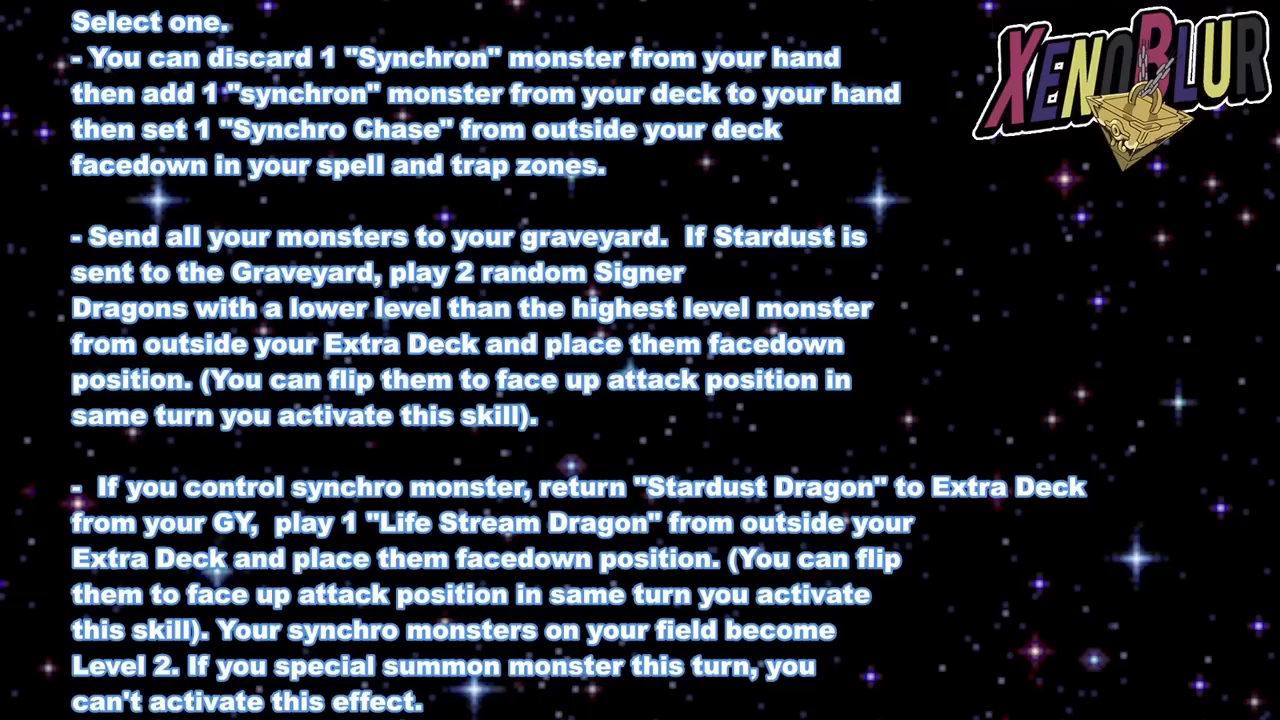 Select one.
- You can discard 1 "Synchron" monster from your hand
then add 1 "synchron" monster from your deck to your hand
then set 1 "Synchro Chase" from outside your deck
facedown in your spell and trap zones.
- Send all your monsters to your graveyard.  If Stardust is
sent to the Graveyard, play 2 random Signer
Dragons with a lower level than the highest level monster
from outside your Extra Deck and place them facedown
position. (You can flip them to face up attack position in
same turn you activate this skill).
-  If you control synchro monster, return "Stardust Dragon" to Extra Deck
from your GY,  play 1 "Life Stream Dragon" from outside your
Extra Deck and place them facedown position. (You can flip
them to face up attack position in same turn you activate
this skill). Your synchro monsters on your field become
Level 2. If you special summon monster this turn, you
can't activate this effect.
XENOBLUR